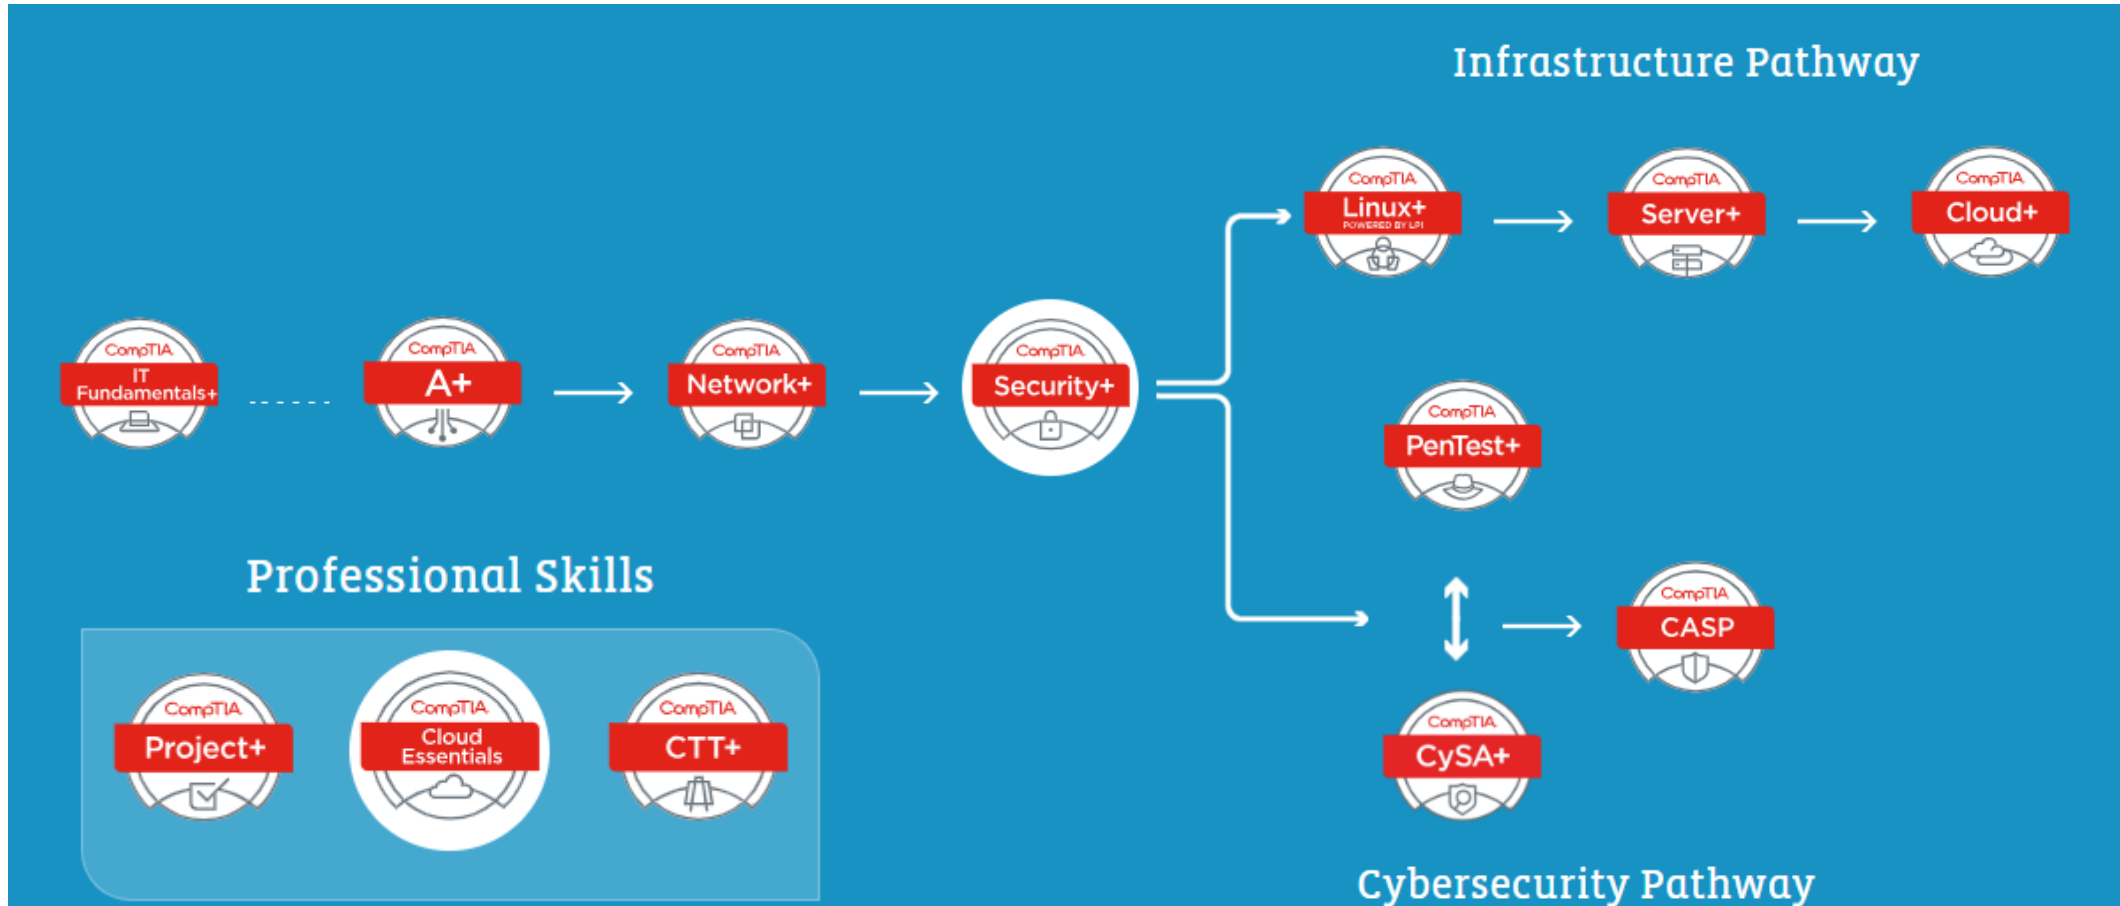 Infrastructure Pathway
CompTIA
Linux+
POWERED BY LPI
CompTIA
Server+
CompTIA
Cloud+
CompTIA
IT
Fundamentals+
CompTIA
A+
CompTIA
Network+
CompTIA
Security+
CompTIA
PenTest+
CompTIA
CASP
CompTIA
CySA+
Cybersecurity Pathway
Professional Skills
CompTIA
Project+
CompTIA
Cloud
Essentials
CompTIA
CTT+